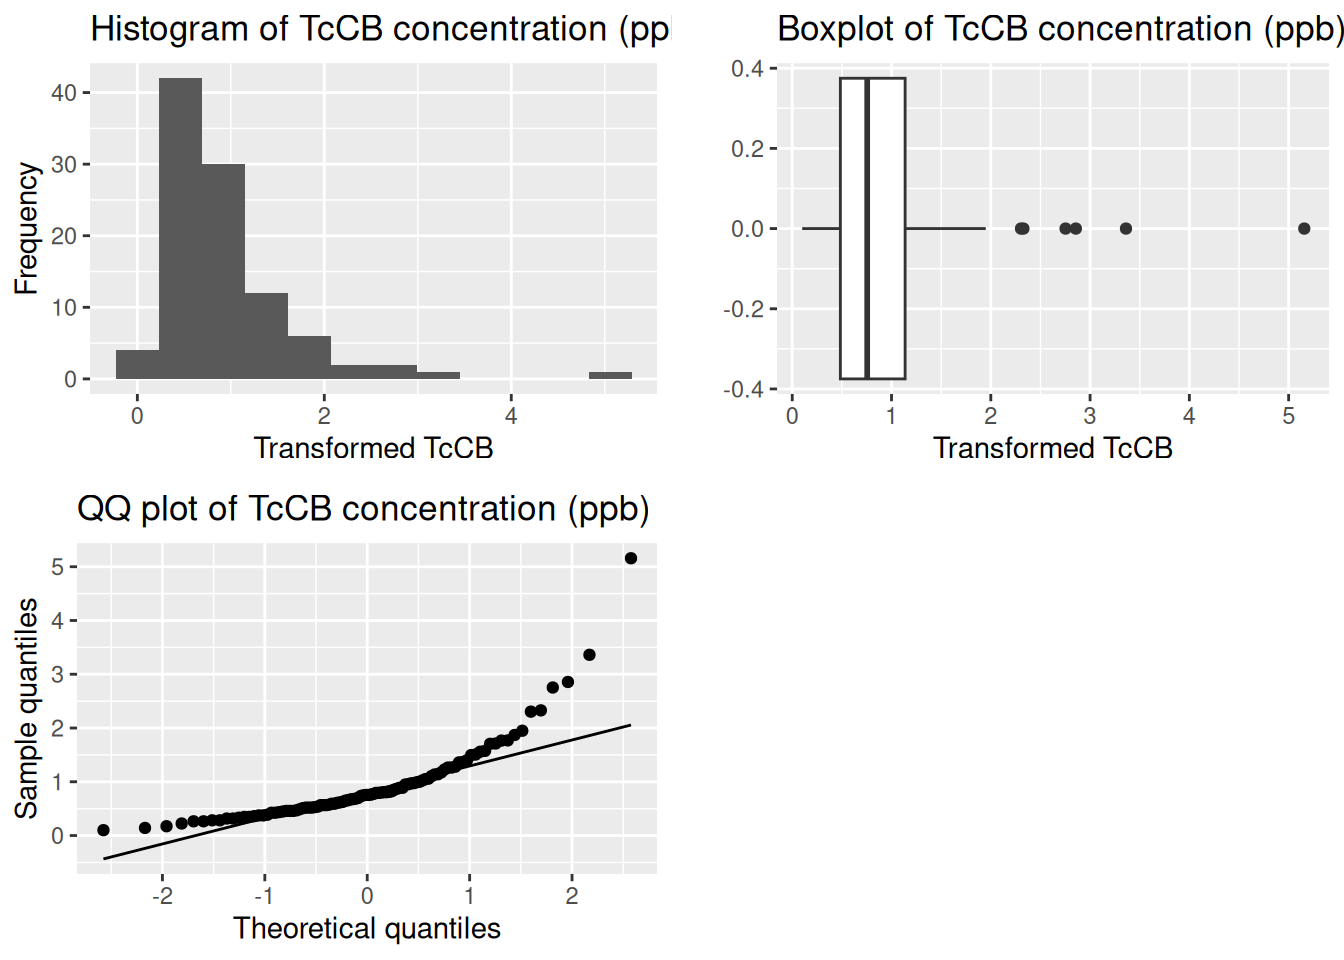 Histogram of TcCB concentration (pp
40
30
20
10
0
Frequency
0 2 4
Transformed TcCB
Boxplot of TcCB concentration (ppb)
0.4
0.2
0.0
-0.2
-0.4
0 1 2 3 4 5
Transformed TcCB
QQ plot of TcCB concentration (ppb)
5
4
3
2
1
0
Sample quantiles
-2 -1 0 1 2
Theoretical quantiles